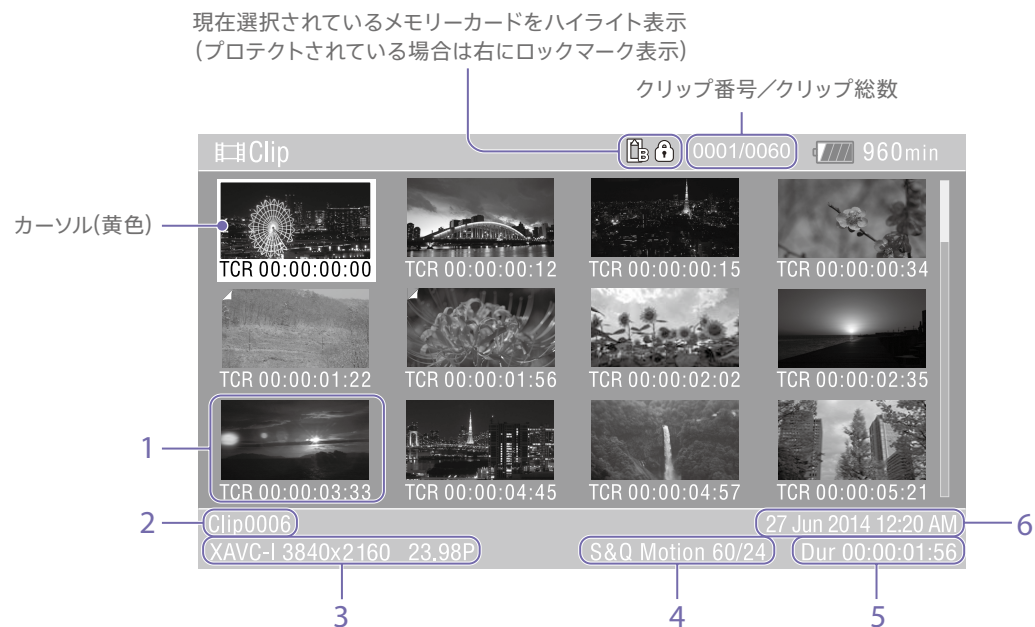 現在選択されているメモリーカードをハイライト表示
(プロテクトされている場合は右にロックマーク表示)
クリップ番号／クリップ総数
Clip
B
0001/0060
960min
カーソル(黄色)
TCR 00:00:00:00
TCR 00:00:00:12
TCR 00:00:00:15
TCR 00:00:00:34
TCR 00:00:01:22
TCR 00:00:01:56
TCR 00:00:02:02
TCR 00:00:02:35
1
TCR 00:00:03:33
TCR 00:00:04:45
TCR 00:00:04:57
TCR 00:00:05:21
2
Clip0006
27 Jun 2014 12:20 AM
6
XAVC-I 3840x2160 23.98P
S&Q Motion 60/24
Dur 00:00:01:56
3
4
5